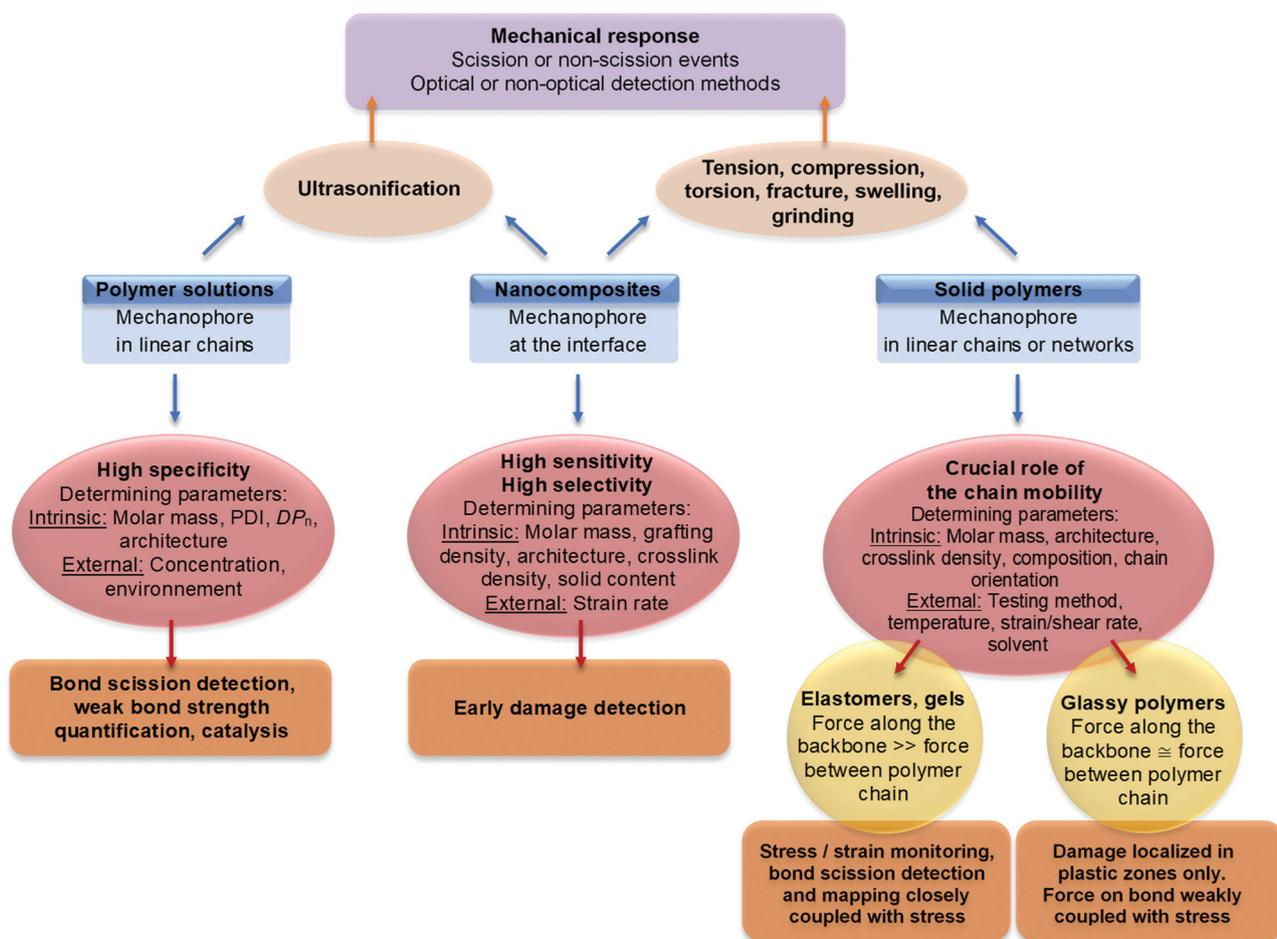 Mechanical response
Scission or non-scission events
Optical or non-optical detection methods
Ultrasonification
Tension, compression,
torsion, fracture, swelling,
grinding
Polymer solutions
Mechanophore
in linear chains
Nanocomposites
Mechanophore
at the interface
Solid polymers
Mechanophore
in linear chains or networks
High specificity
Determining parameters:
Intrinsic: Molar mass, PDI, DPn,
architecture
External: Concentration,
environnement
High sensitivity
High selectivity
Determining parameters:
Intrinsic: Molar mass, grafting
density, architecture, crosslink
density, solid content
External: Strain rate
Crucial role of
the chain mobility
Determining parameters:
Intrinsic: Molar mass, architecture,
crosslink density, composition, chain
orientation
External: Testing method,
temperature, strain/shear rate,
solvent
Bond scission detection,
weak bond strength
quantification, catalysis
Early damage detection
Elastomers, gels
Force along the
backbone >> force
between polymer
chain
Glassy polymers
Force along the
backbone ≅ force
between polymer
chain
Stress / strain monitoring,
bond scission detection
and mapping closely
coupled with stress
Damage localized in
plastic zones only.
Force on bond weakly
coupled with stress